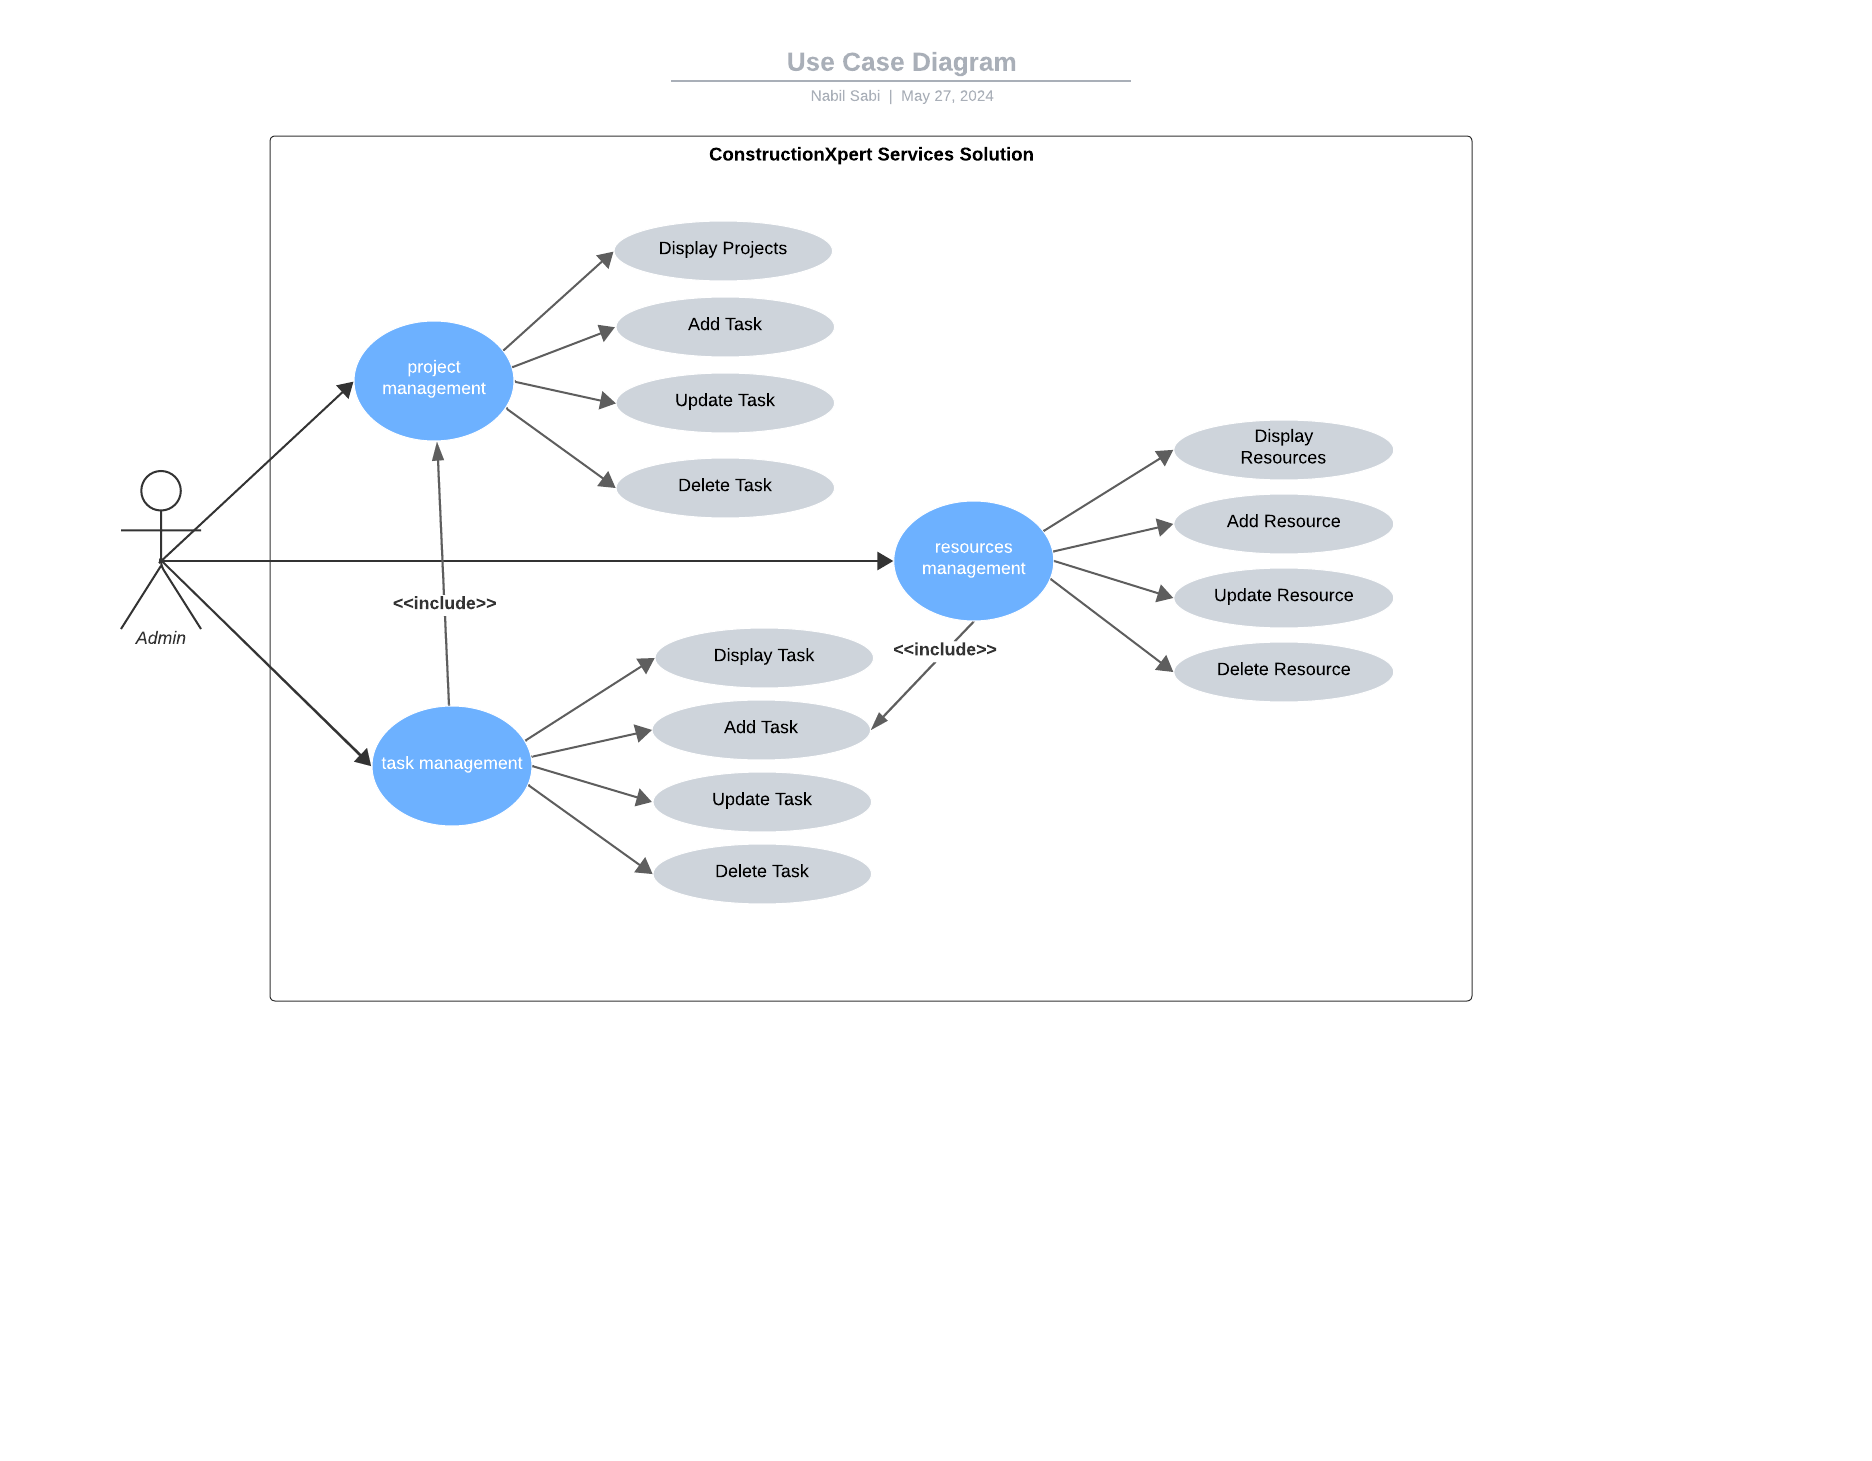 Use Case Diagram
Nabil Sabi | May 27, 2024
ConstructionXpert Services Solution
Display Projects
Add Task
project
management
Update Task
Delete Task
Display
Resources
Add Resource
resources
management
Update Resource
<<include>>
Admin
<<include>>
Display Task
Delete Resource
Add Task
task management
Update Task
Delete Task